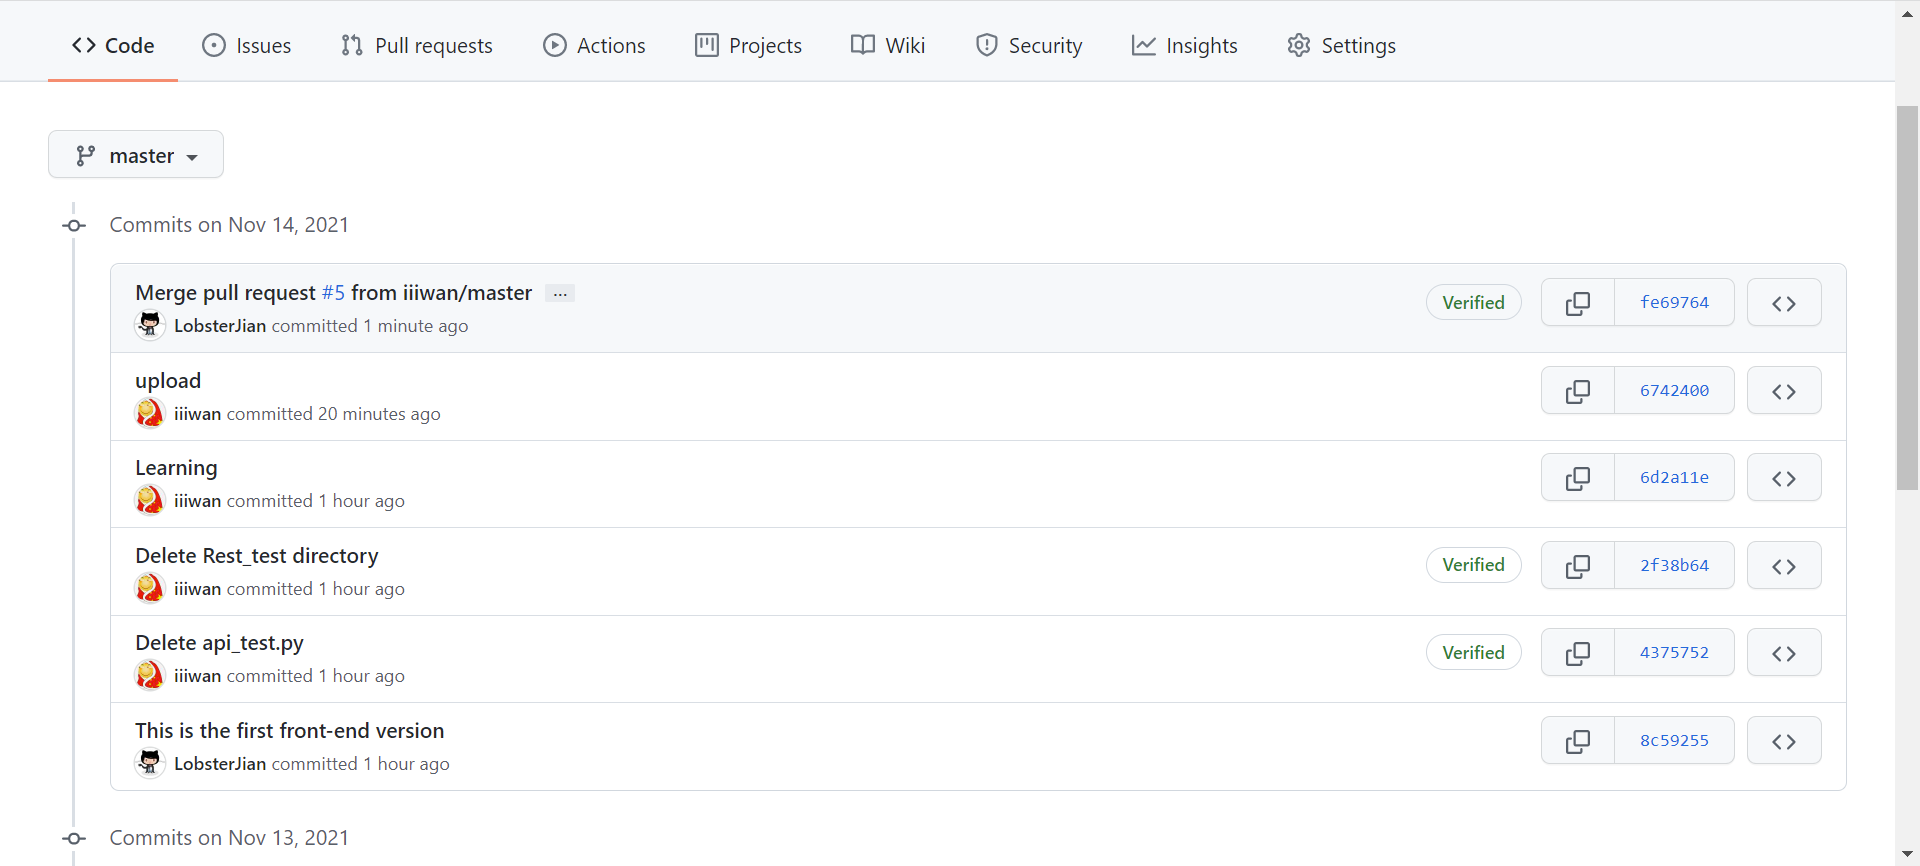 Code Issues Pull requests Actions Projects Wiki Security Insights Settings
master
Commits on Nov 14, 2021
Merge pull request #5 from iiiwan/master ...
Verified fe69764
LobsterJian committed 1 minute ago
upload
6742400
iiiwan committed 20 minutes ago
Learning
6d2a11e
iiiwan committed 1 hour ago
Delete Rest_test directory
Verified 2f38b64
iiiwan committed 1 hour ago
Delete api_test.py
Verified 4375752
iiiwan committed 1 hour ago
This is the first front-end version
8c59255
LobsterJian committed 1 hour ago
Commits on Nov 13, 2021